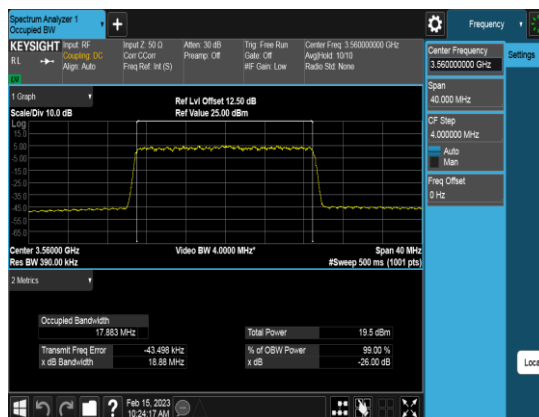 Spectrum Analyzer 1
Occupied BW
+
Frequency
KEYSIGHT
R L
Input: RF
Coupling: DC
Align: Auto
Input Z: 50 Ω
Corr CCorr
Freq Ref: Int (S)
Atten: 30 dB
Preamp: Off
Trig: Free Run
Gate: Off
#IF Gain: Low
Center Freq: 3.560000000 GHz
Avg|Hold: 10/10
Radio Std: None
Center Frequency
3.560000000 GHz
Settings
Span
40.000 MHz
CF Step
4.000000 MHz
Auto
Man
Freq Offset
0 Hz
1 Graph
Scale/Div 10.0 dB
Ref Lvl Offset 12.50 dB
Ref Value 25.00 dBm
Log
15.0
5.00
-5.00
-15.0
-25.0
-35.0
-45.0
-55.0
-65.0
Center 3.56000 GHz
Res BW 390.00 kHz
Video BW 4.0000 MHz*
Span 40 MHz
#Sweep 500 ms (1001 pts)
2 Metrics
Occupied Bandwidth
17.883 MHz
Total Power 19.5 dBm
Transmit Freq Error -43.498 kHz
% of OBW Power 99.00 %
x dB Bandwidth 18.88 MHz
x dB -26.00 dB
Loca
?
Feb 15, 2023
10:24:17 AM